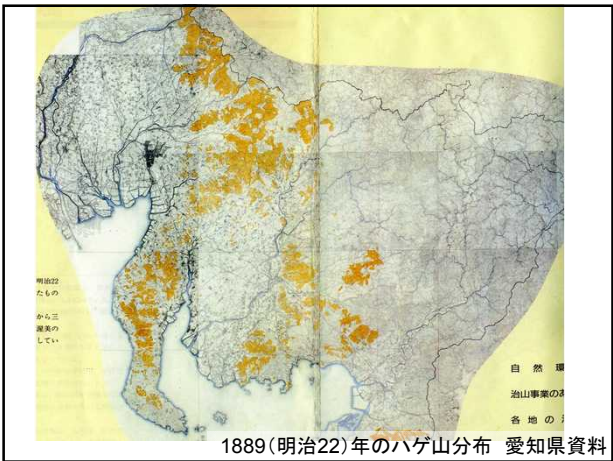 明治22
たもの
から三
渥美の
してい
自 然 環
治山事業のあ
各 地 の
1889(明治22)年のハゲ山分布 愛知県資料